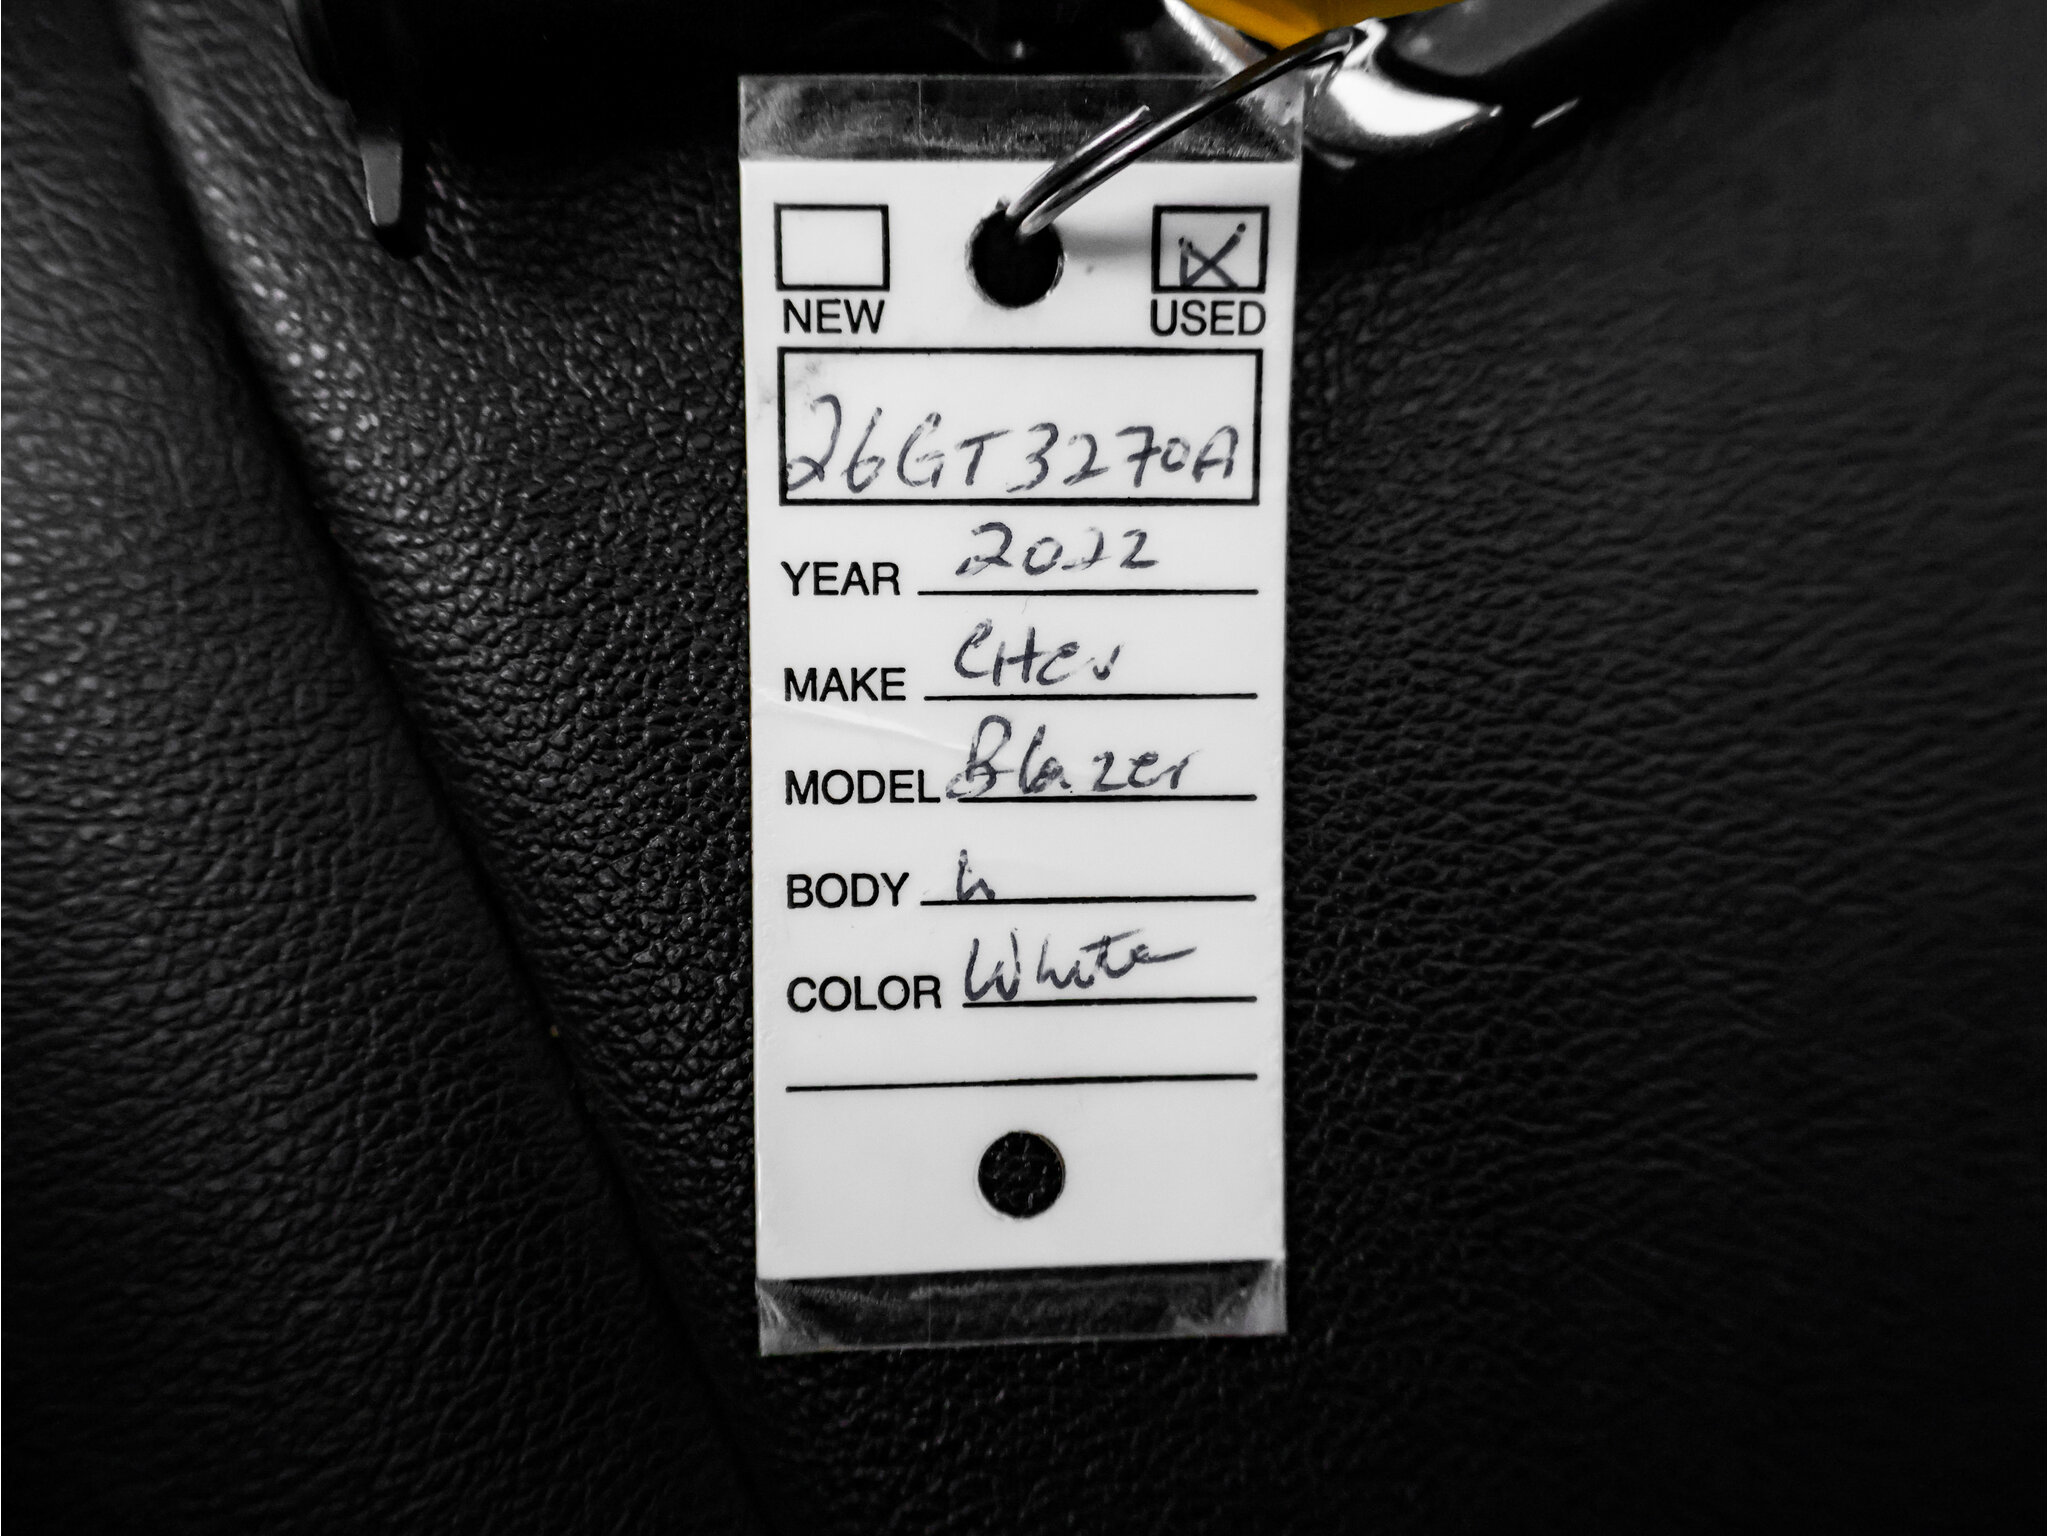 NEW USED
26GT3270A
YEAR 2022
MAKE CHev
MODEL Blazer
BODY
COLOR White